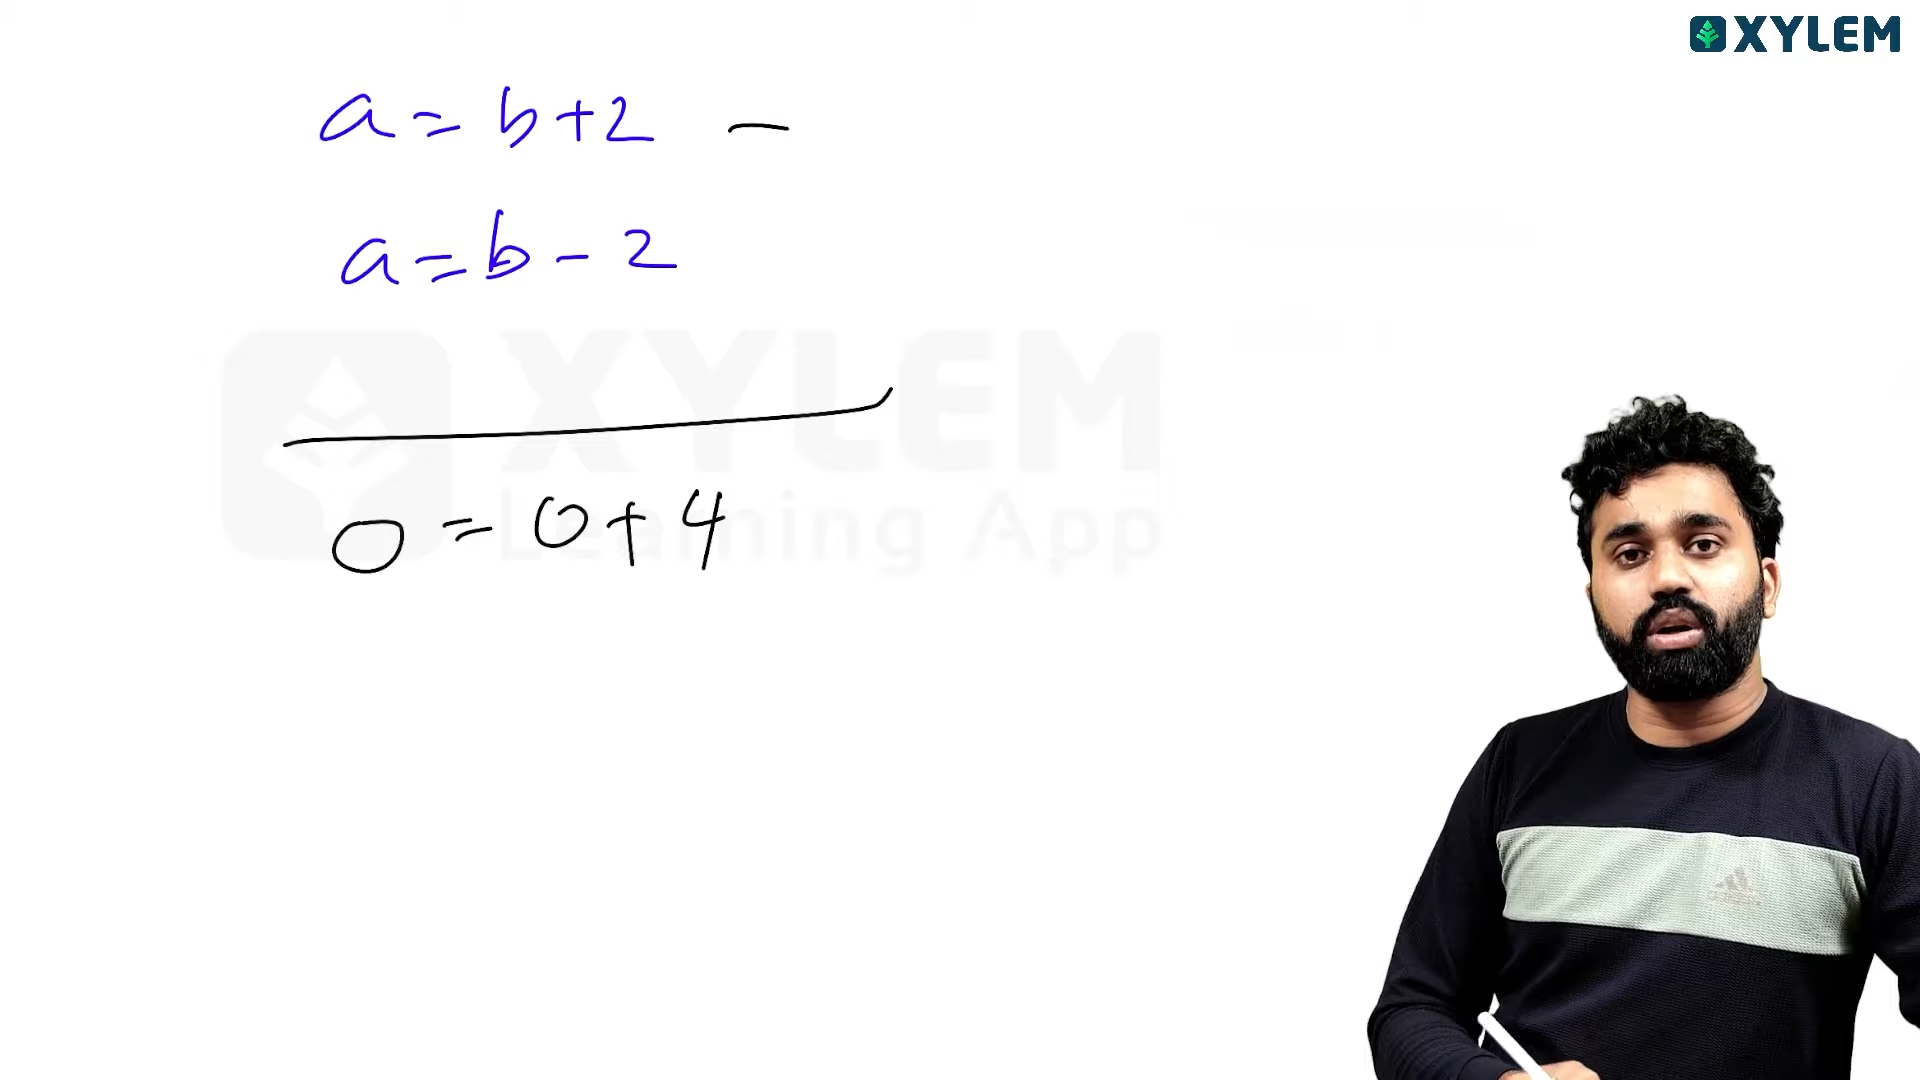 XYLEM
a = b + 2 −
a = b − 2
XYLEM
Learning App
0 = 0 + 4